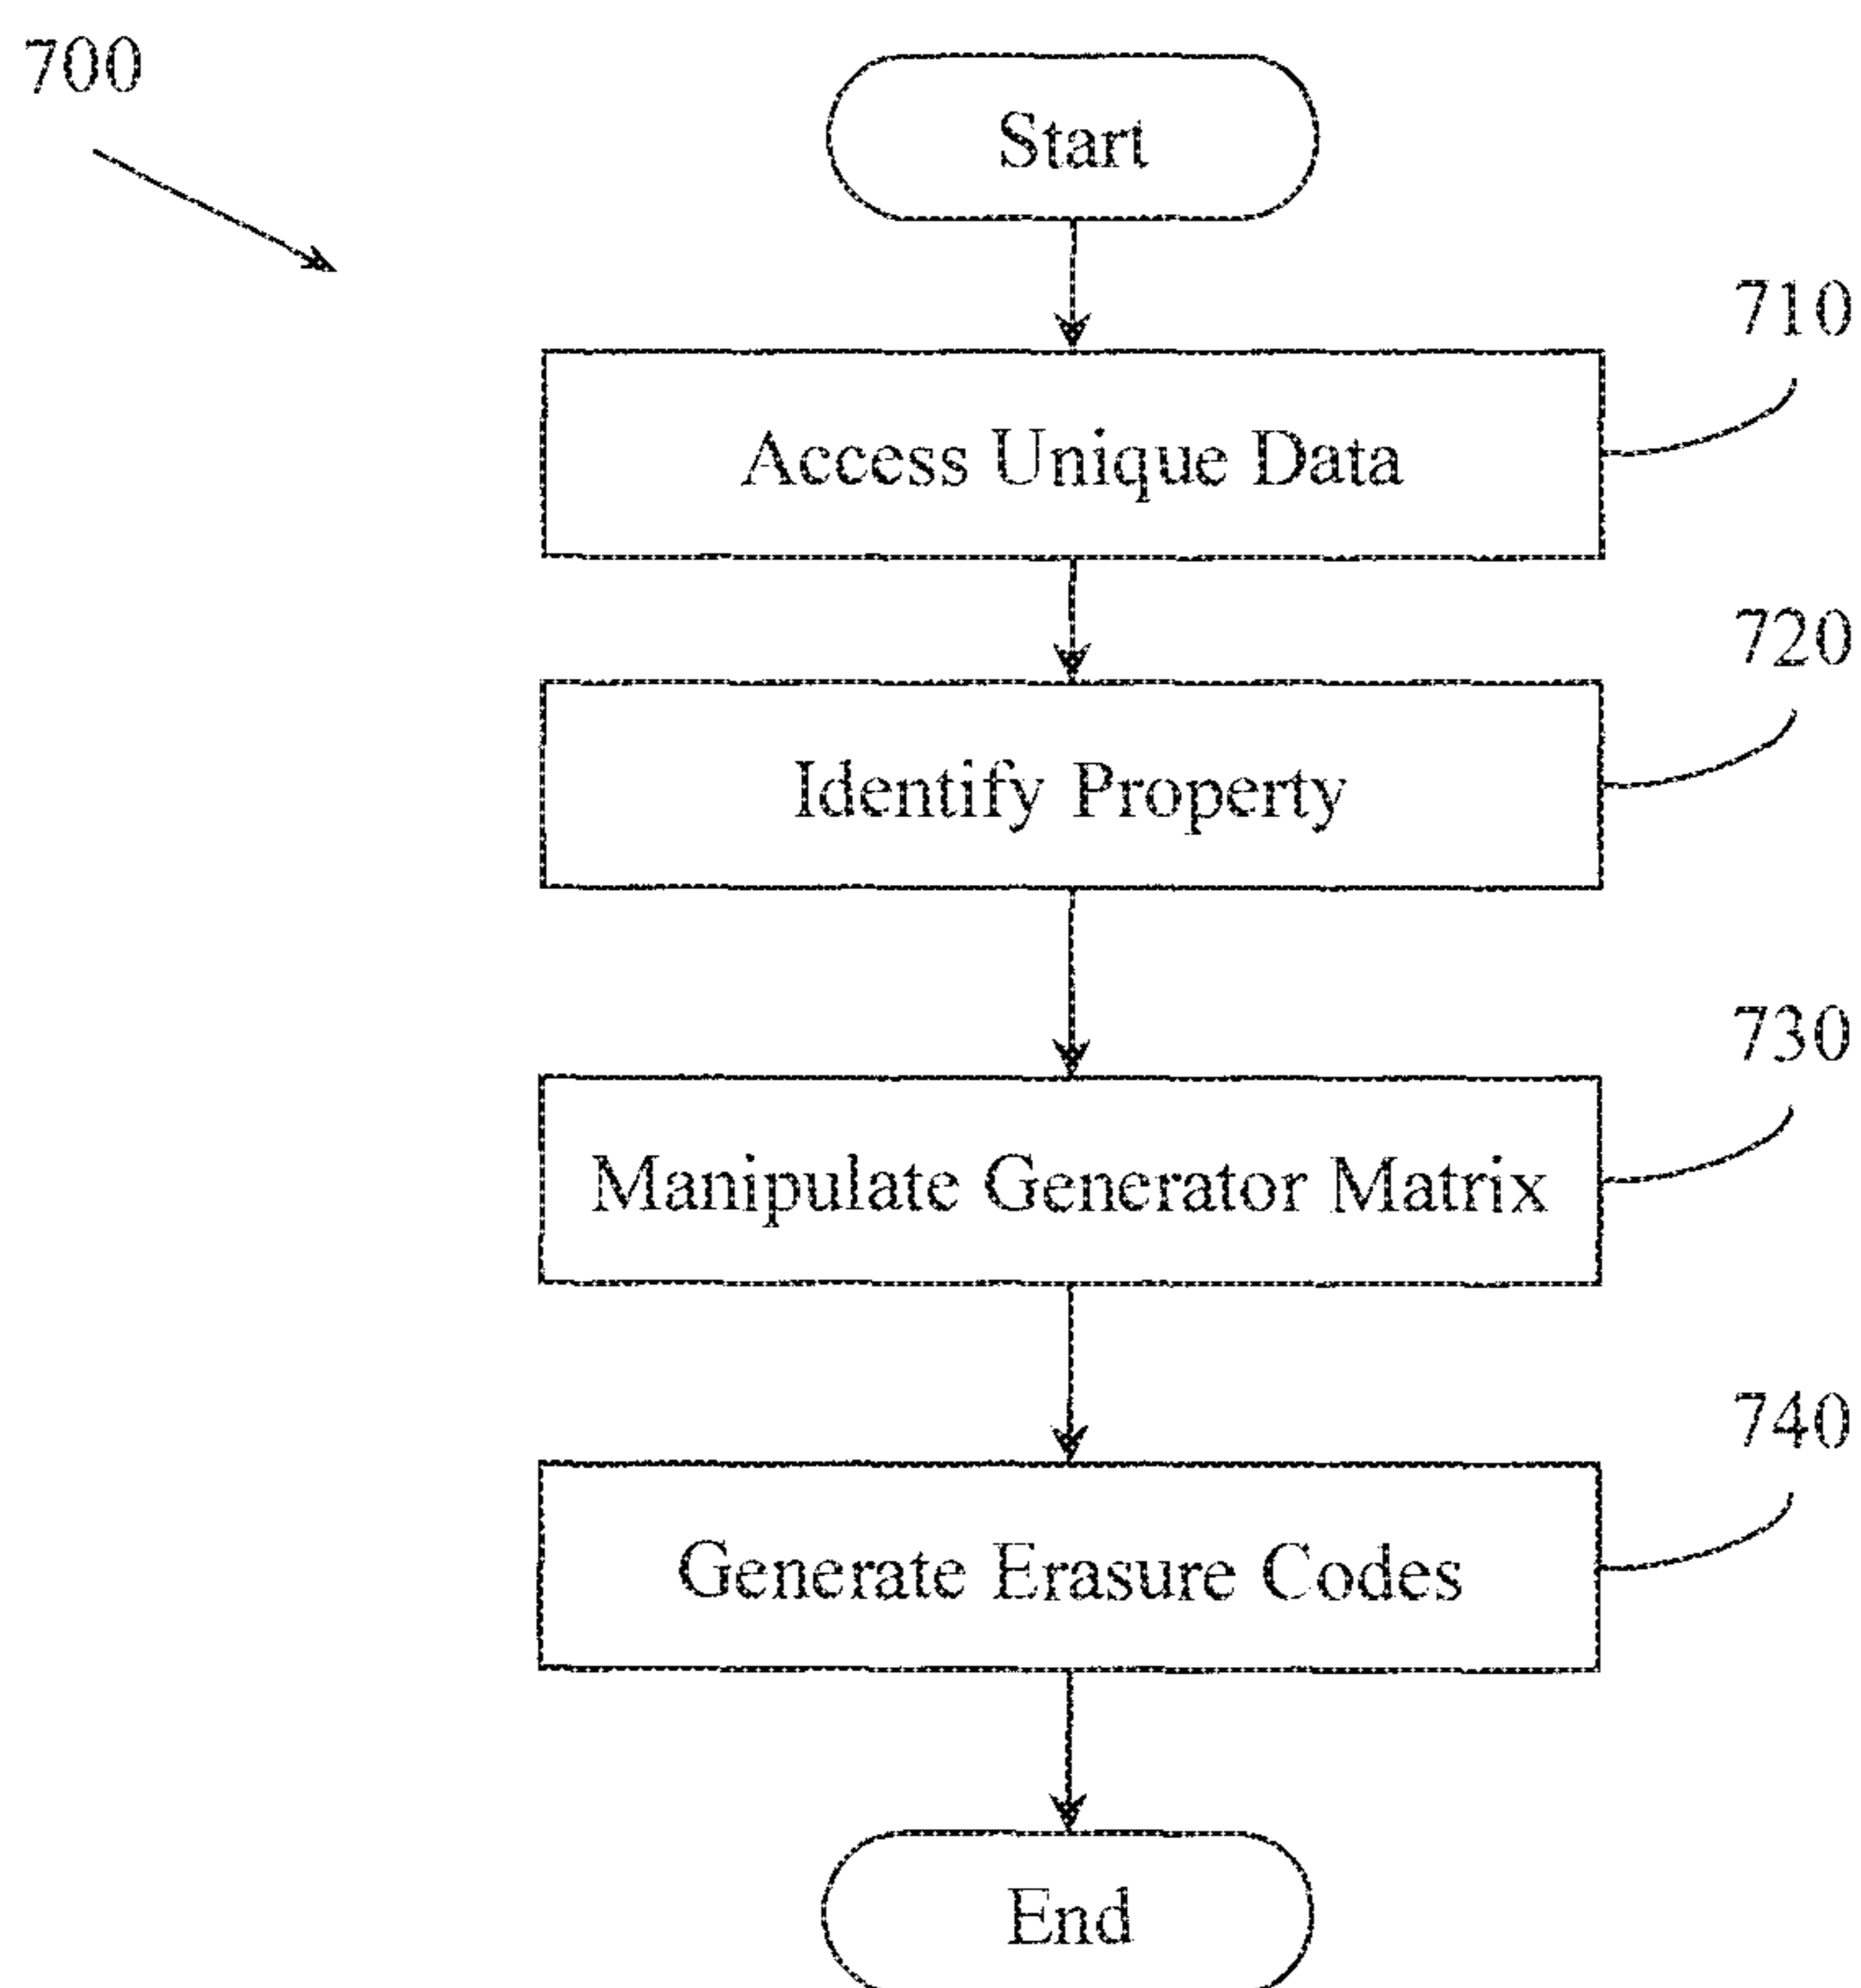 700
Start
710
Access Unique Data
720
Identify Property
730
Manipulate Generator Matrix
740
Generate Erasure Codes
End